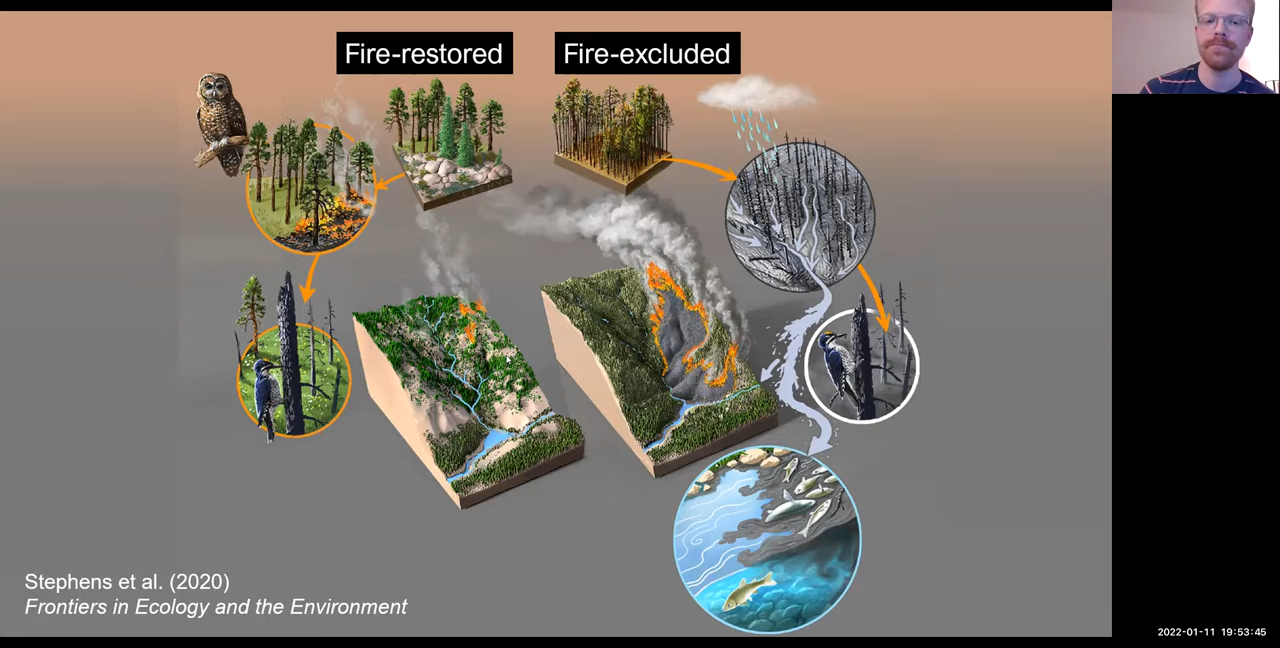 Fire-restored
Fire-excluded
Stephens et al. (2020)
Frontiers in Ecology and the Environment
2022-01-11 19:53:45